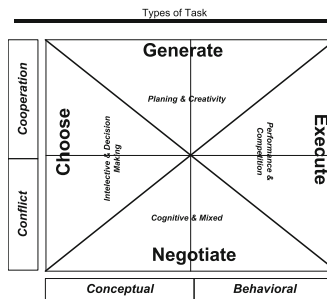 Types of Task
Generate
Planing & Creativity
Cooperation
Conflict
Choose
Intelective & Decision
Making
Performance &
Competition
Execute
Cognitive & Mixed
Negotiate
Conceptual
Behavioral